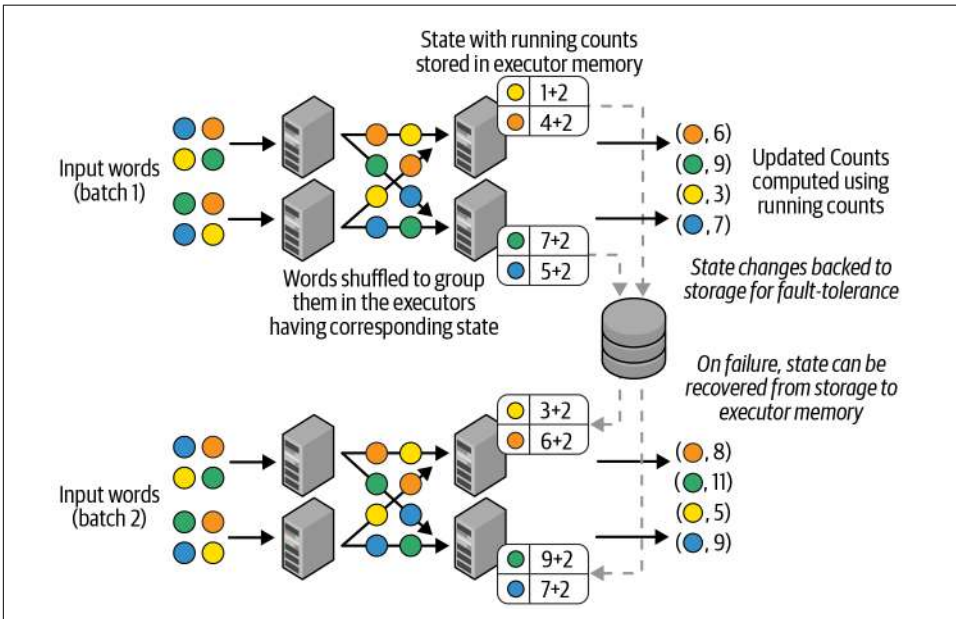 State with running counts
stored in executor memory
1+2
4+2
Input words
(batch 1)
(, 6)
(, 9)
(, 3)
(, 7)
Updated Counts
computed using
running counts
7+2
5+2
Words shuffled to group
them in the executors
having corresponding state
State changes backed to
storage for fault-tolerance
On failure, state can be
recovered from storage to
executor memory
3+2
6+2
Input words
(batch 2)
(, 8)
(, 11)
(, 5)
(, 9)
9+2
7+2